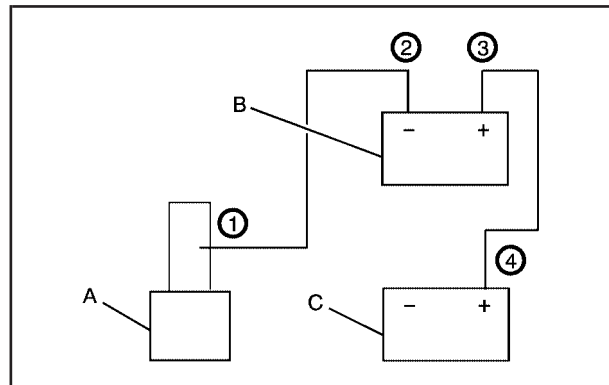 ② ③
B
− +
①
④
A
C
− +